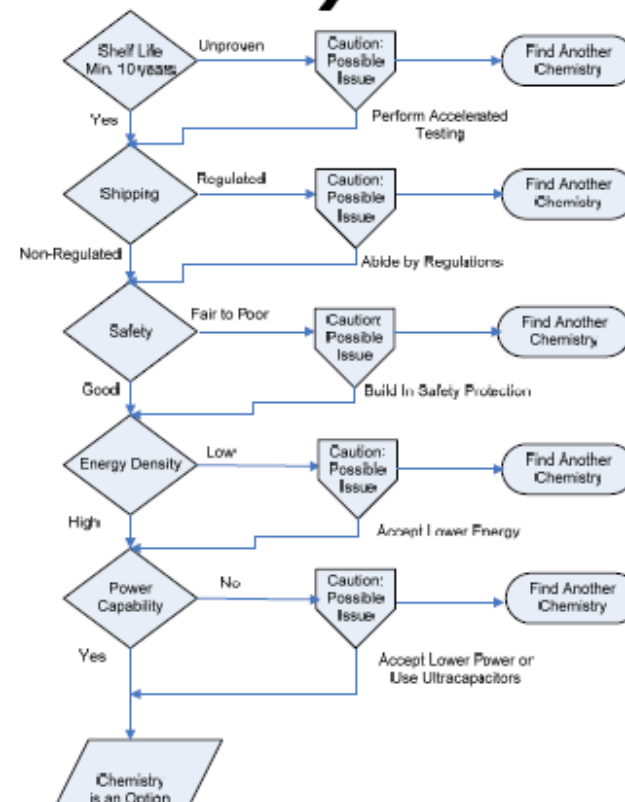 Shelf Life
Min. 10 years
Unproven
Caution:
Possible
Issue
Find Another
Chemistry
Yes
Perform Accelerated
Testing
Shipping
Regulated
Caution:
Possible
Issue
Find Another
Chemistry
Non-Regulated
Abide by Regulations
Safety
Fair to Poor
Caution:
Possible
Issue
Find Another
Chemistry
Good
Build In Safety Protection
Energy Density
Low
Caution:
Possible
Issue
Find Another
Chemistry
High
Accept Lower Energy
Power
Capability
No
Caution:
Possible
Issue
Find Another
Chemistry
Yes
Accept Lower Power or
Use Ultracapacitors
Chemistry
is an Option